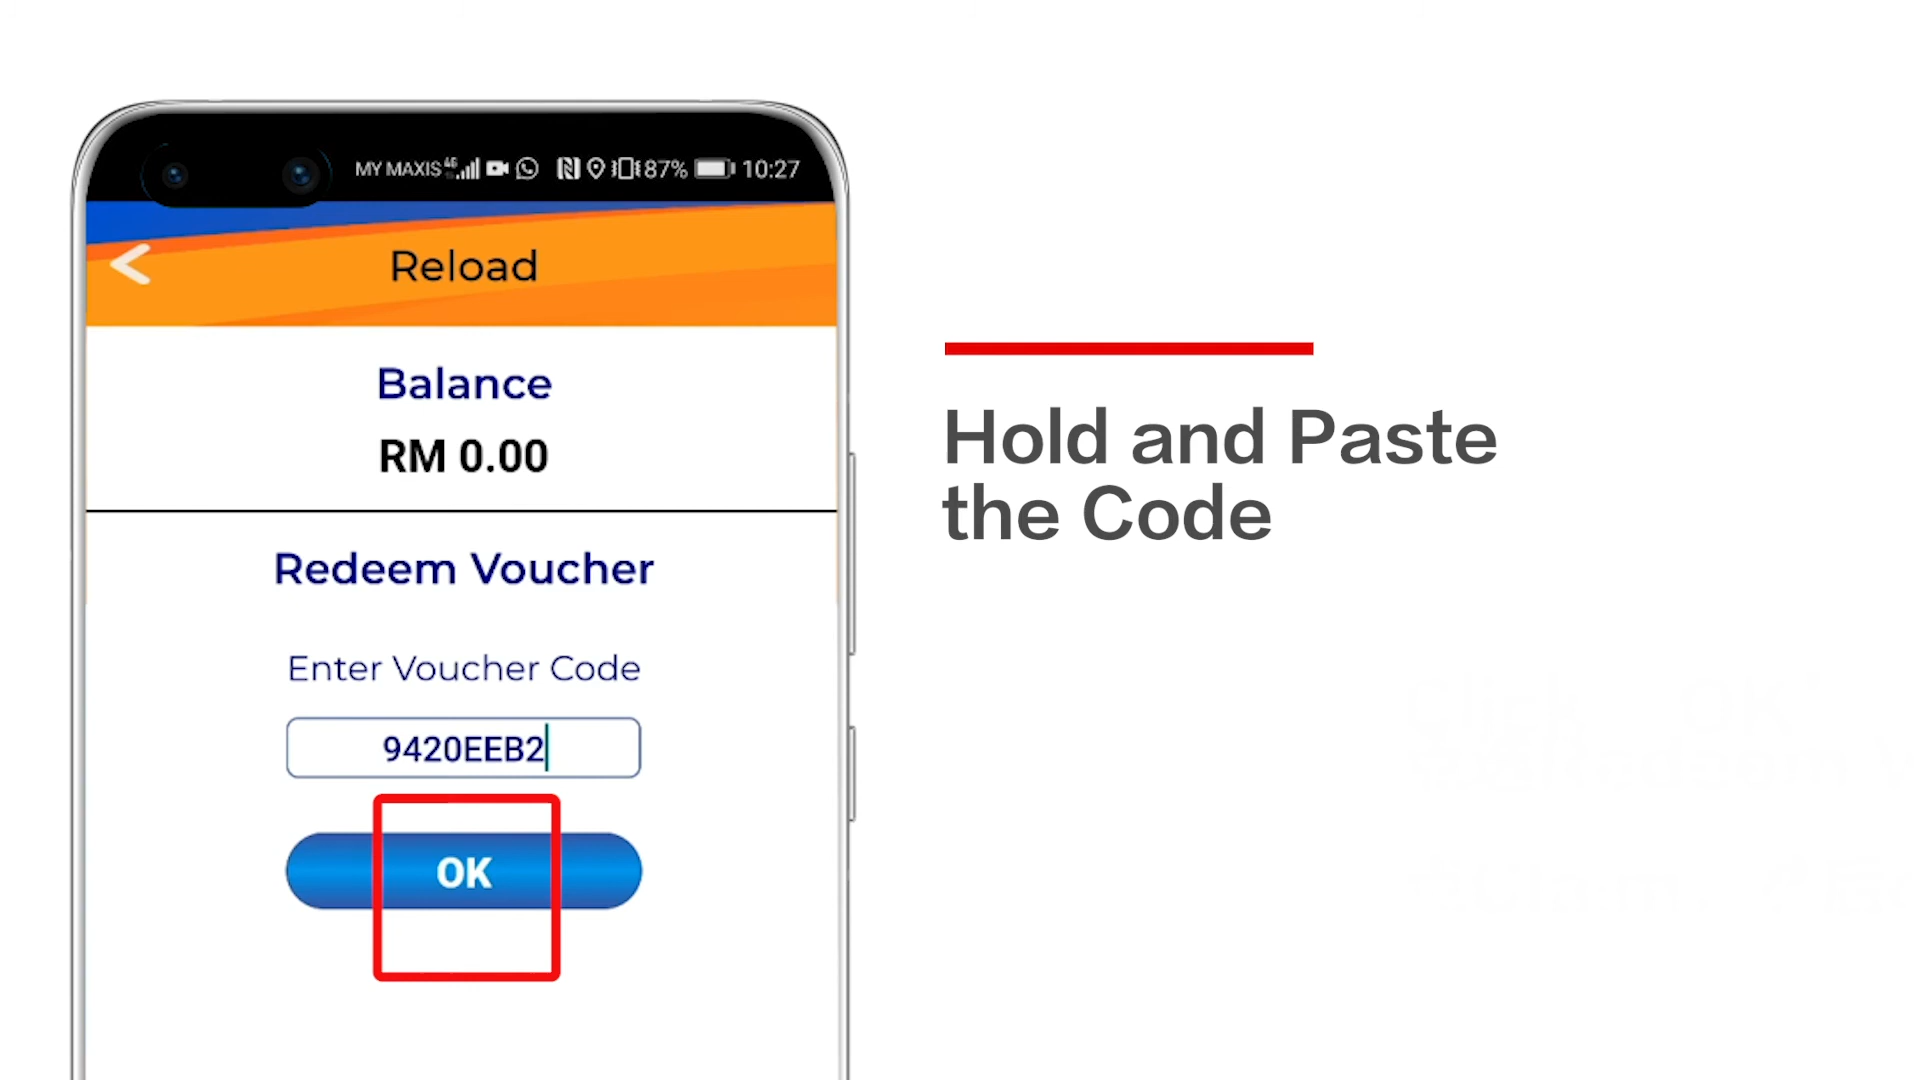 MY MAXIS 4G 87% 10:27
Reload
Balance
RM 0.00
Redeem Voucher
Enter Voucher Code
9420EEB2
OK
Hold and Paste
the Code